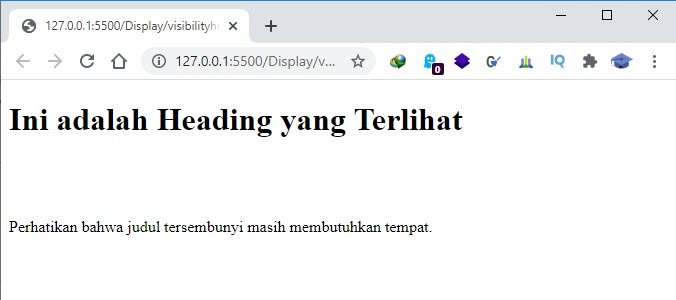 127.0.0.1:5500/Display/visibilityh
127.0.0.1:5500/Display/v...
0
IQ
Ini adalah Heading yang Terlihat
Perhatikan bahwa judul tersembunyi masih membutuhkan tempat.